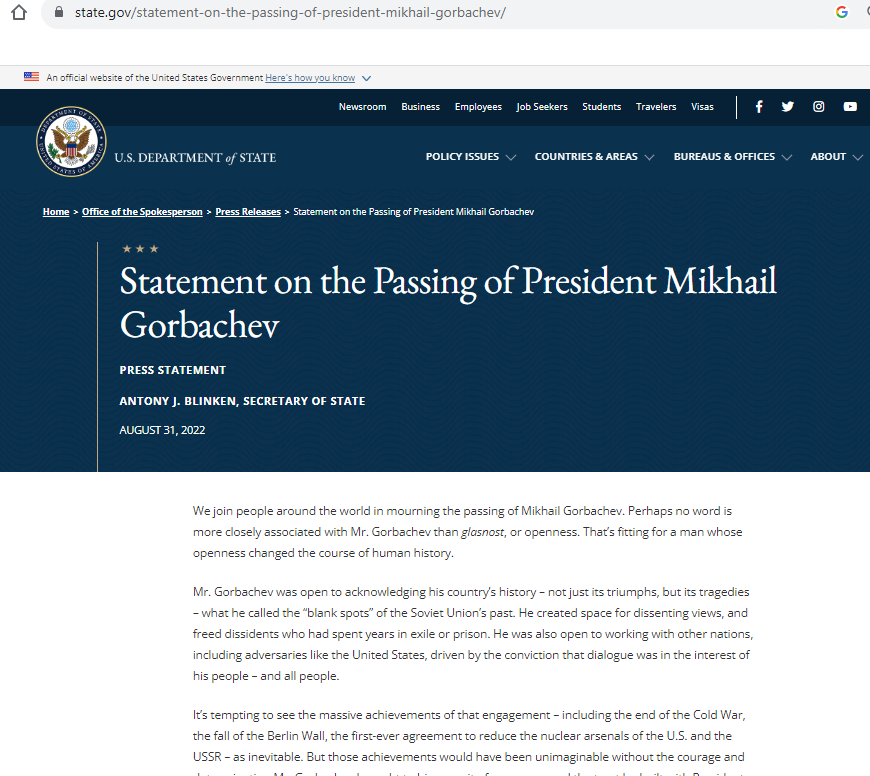 state.gov/statement-on-the-passing-of-president-mikhail-gorbachev/
An official website of the United States Government Here's how you know
Newsroom Business Employees Job Seekers Students Travelers Visas
U.S. DEPARTMENT of STATE
POLICY ISSUES COUNTRIES & AREAS BUREAUS & OFFICES ABOUT
Home > Office of the Spokesperson > Press Releases > Statement on the Passing of President Mikhail Gorbachev
Statement on the Passing of President Mikhail
Gorbachev
PRESS STATEMENT
ANTONY J. BLINKEN, SECRETARY OF STATE
AUGUST 31, 2022
We join people around the world in mourning the passing of Mikhail Gorbachev. Perhaps no word is
more closely associated with Mr. Gorbachev than glasnost, or openness. That's fitting for a man whose
openness changed the course of human history.
Mr. Gorbachev was open to acknowledging his country's history – not just its triumphs, but its tragedies
– what he called the “blank spots” of the Soviet Union's past. He created space for dissenting views, and
freed dissidents who had spent years in exile or prison. He was also open to working with other nations,
including adversaries like the United States, driven by the conviction that dialogue was in the interest of
his people – and all people.
It's tempting to see the massive achievements of that engagement – including the end of the Cold War,
the fall of the Berlin Wall, the first-ever agreement to reduce the nuclear arsenals of the U.S. and the
USSR – as inevitable. But those achievements would have been unimaginable without the courage and